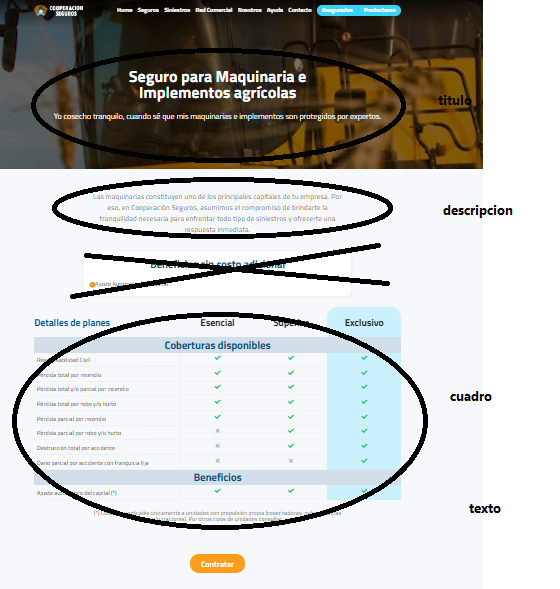 COOPERACION
SEGUROS
Home Seguros Siniestros Red Comercial Nosotros Ayuda Contacto Asegurados Productores
Seguro para Maquinaria e
Implementos agrícolas
Yo cosecho tranquilo, cuando sé que mis maquinarias e implementos son protegidos por expertos.
titulo
Las maquinarias constituyen uno de los principales capitales de tu empresa. Por
eso, en Cooperación Seguros, asumimos el compromiso de brindarte la
tranquilidad necesaria para enfrentar todo tipo de siniestros y ofrecerte una
respuesta inmediata.
descripcion
Beneficios sin costo adicional
Ajuste
Detalles de planes Esencial Superior Exclusivo
Coberturas disponibles
Responsabilidad Civil
Pérdida total por incendio
Pérdida total y/o parcial por incendio
cuadro
Pérdida total por robo y/o hurto
Pérdida parcial por incendio
Pérdida parcial por robo y/o hurto
Destrucción total por accidente
Daño parcial por accidente con franquicia fija
Beneficios
Ajuste automático del capital (*)
texto
(*) únicamente a unidades con propulsión propia (cosechadoras,
tractores). Por otros tipos de unidades
Contratar